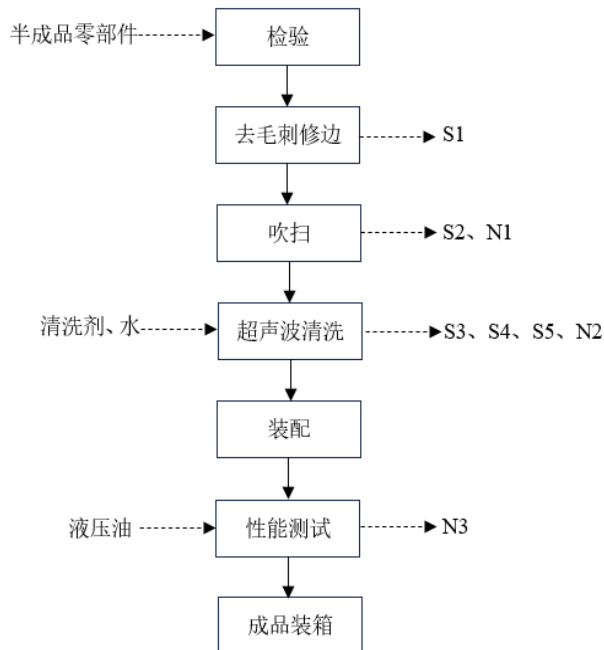 半成品零部件
检验
去毛刺修边
S1
吹扫
S2、N1
清洗剂、水
超声波清洗
S3、S4、S5、N2
装配
液压油
性能测试
N3
成品装箱